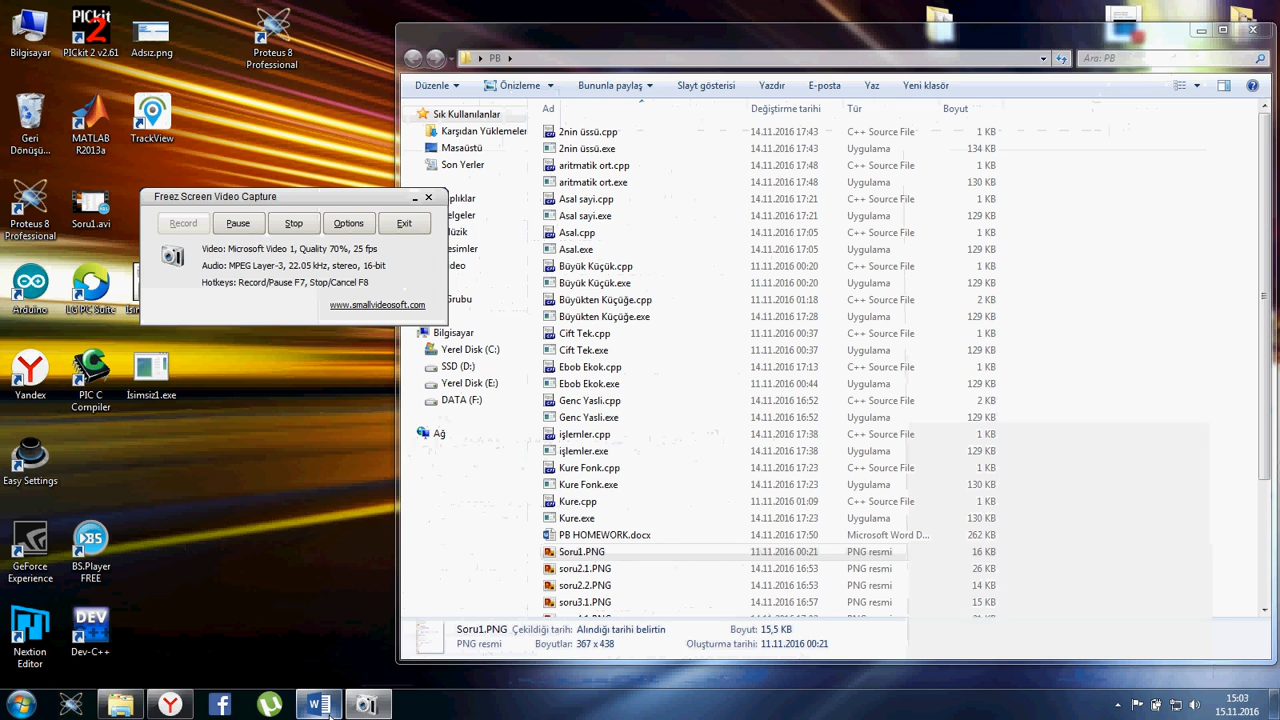 Bilgisayar
PICkit
2
PICkit 2 v2.61
Adsız.png
Proteus 8
Professional
Geri
Dönüşü...
MATLAB
R2013a
TrackView
Proteus 8
Professional
Soru1.avi
Arduino
LG PC Suite
Yandex
PIC C
Compiler
İsimsiz1.exe
Easy Settings
GeForce
Experience
BS.Player
FREE
Nextion
Editor
DEV
Dev-C++
Freez Screen Video Capture
Record
Pause
Stop
Options
Exit
Video: Microsoft Video 1, Quality 70%, 25 fps
Audio: MPEG Layer-3, 22.05 kHz, stereo, 16-bit
Hotkeys: Record/Pause F7, Stop/Cancel F8
www.smallvideosoft.com
PB
Ara: PB
Düzenle
Önizleme
Bununla paylaş
Slayt gösterisi
Yazdır
E-posta
Yaz
Yeni klasör
Sık Kullanılanlar
Karşıdan Yüklemeler
Masaüstü
Son Yerler
aplıklar
elgeler
üzik
esimler
ideo
Grubu
Bilgisayar
Yerel Disk (C:)
SSD (D:)
Yerel Disk (E:)
DATA (F:)
Ağ
Ad Değiştirme tarihi Tür Boyut
2nin üssü.cpp 14.11.2016 17:43 C++ Source File 1 KB
2nin üssü.exe 14.11.2016 17:43 Uygulama 134 KB
aritmatik ort.cpp 14.11.2016 17:48 C++ Source File 1 KB
aritmatik ort.exe 14.11.2016 17:48 Uygulama 130 KB
Asal sayi.cpp 14.11.2016 17:21 C++ Source File 1 KB
Asal sayi.exe 14.11.2016 17:21 Uygulama 129 KB
Asal.cpp 14.11.2016 17:05 C++ Source File 1 KB
Asal.exe 14.11.2016 17:05 Uygulama 129 KB
Büyük Küçük.cpp 11.11.2016 00:20 C++ Source File 1 KB
Büyük Küçük.exe 11.11.2016 00:20 Uygulama 129 KB
Büyükten Küçüğe.cpp 11.11.2016 01:18 C++ Source File 2 KB
Büyükten Küçüğe.exe 14.11.2016 17:28 Uygulama 129 KB
Cift Tek.cpp 11.11.2016 00:37 C++ Source File 1 KB
Cift Tek.exe 11.11.2016 00:37 Uygulama 129 KB
Ebob Ekok.cpp 14.11.2016 17:13 C++ Source File 1 KB
Ebob Ekok.exe 11.11.2016 00:44 Uygulama 129 KB
Genc Yasli.cpp 14.11.2016 16:52 C++ Source File 2 KB
Genc Yasli.exe 14.11.2016 16:52 Uygulama 129 KB
işlemler.cpp 14.11.2016 17:38 C++ Source File 1 KB
işlemler.exe 14.11.2016 17:38 Uygulama 129 KB
Kure Fonk.cpp 14.11.2016 17:23 C++ Source File 1 KB
Kure Fonk.exe 14.11.2016 17:23 Uygulama 130 KB
Kure.cpp 11.11.2016 01:09 C++ Source File 1 KB
Kure.exe 14.11.2016 17:23 Uygulama 130 KB
PB HOMEWORK.docx 14.11.2016 17:50 Microsoft Word D... 262 KB
Soru1.PNG 11.11.2016 00:21 PNG resmi 16 KB
soru2.1.PNG 14.11.2016 16:53 PNG resmi 26 KB
soru2.2.PNG 14.11.2016 16:53 PNG resmi 14 KB
soru3.1.PNG 14.11.2016 16:57 PNG resmi 15 KB
Soru1.PNG Çekildiği tarih: Alındığı tarihi belirtin Boyut: 15,5 KB
PNG resmi Boyutlar: 367 x 438 Oluşturma tarihi: 11.11.2016 00:21
15:03
15.11.2016